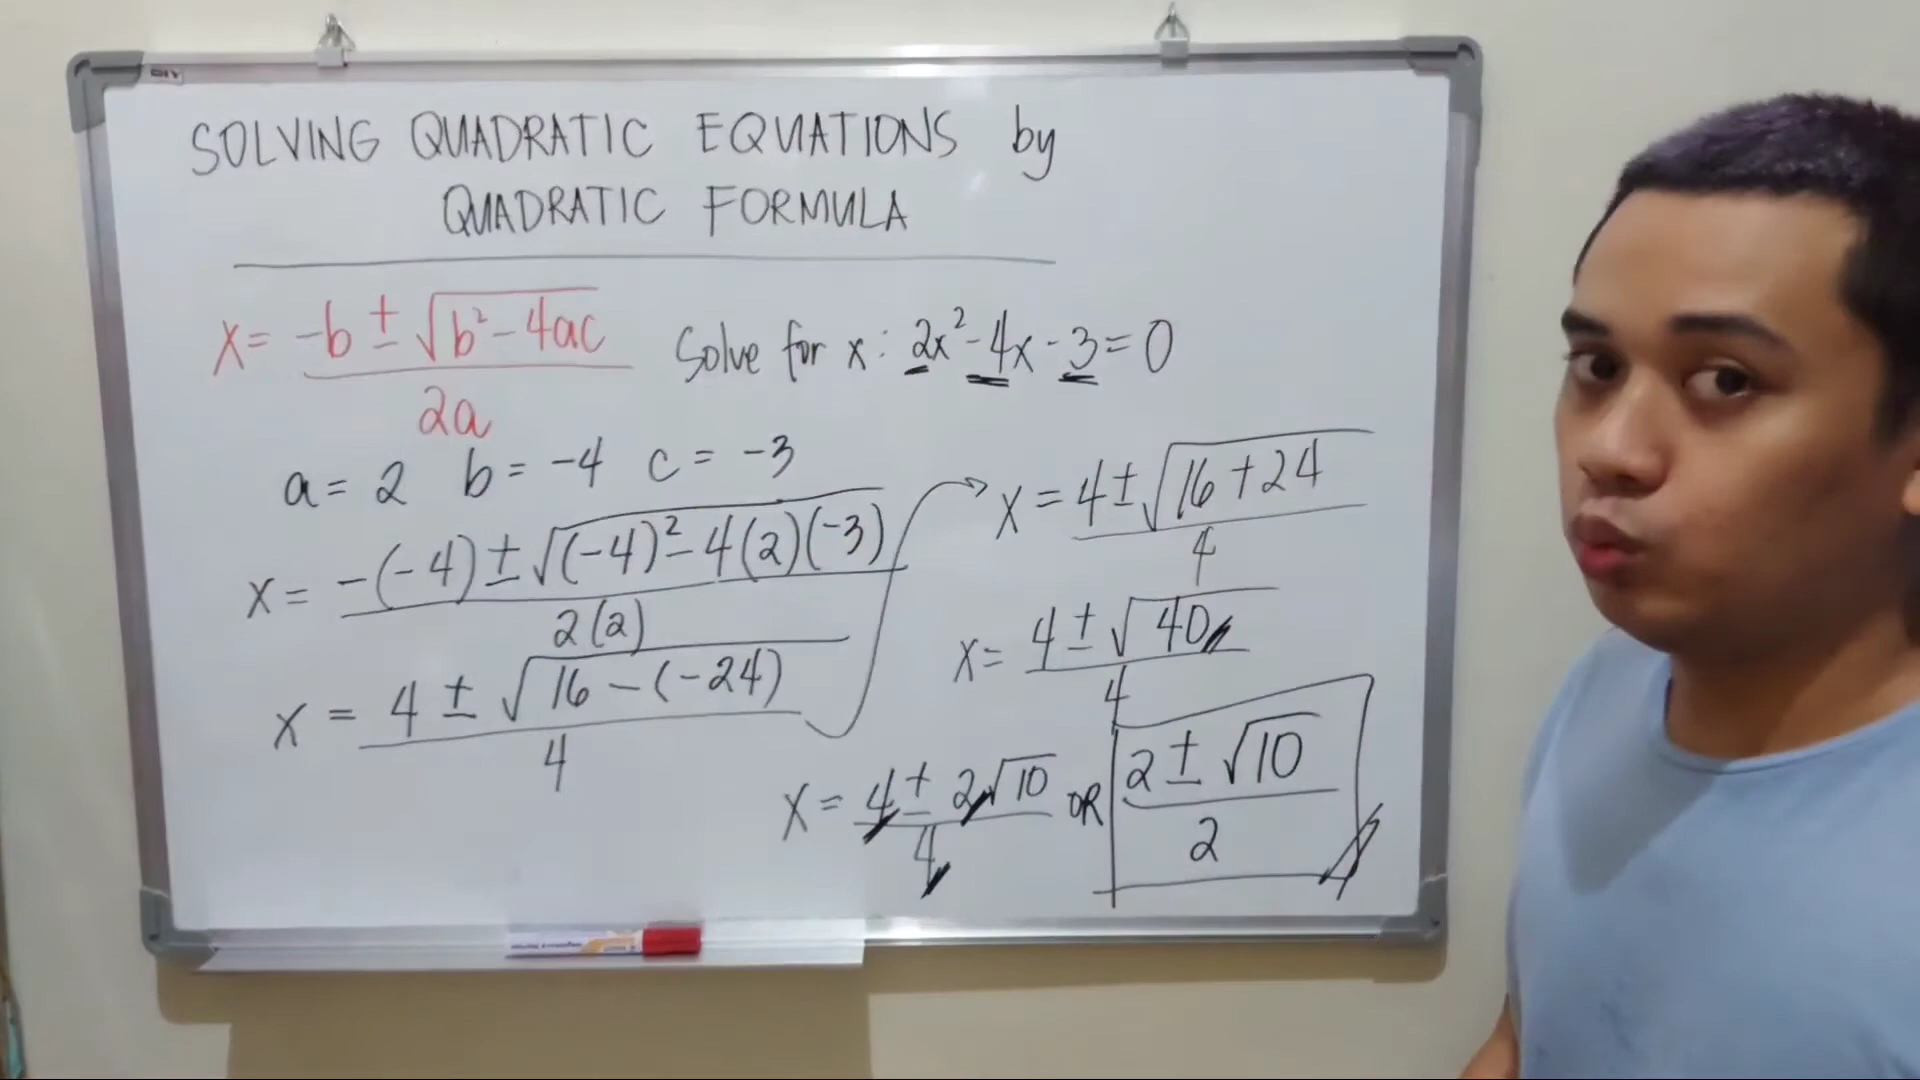 SOLVING QUADRATIC EQUATIONS by
QUADRATIC FORMULA
x = (-b ± √(b² - 4ac)) / 2a
Solve for x : 2x² - 4x - 3 = 0
a = 2 b = -4 c = -3
x = (-(-4) ± √((-4)² - 4(2)(-3))) / 2(2)
x = (4 ± √(16 - (-24))) / 4
x = (4 ± √(16 + 24)) / 4
x = (4 ± √40) / 4
x = (4 ± 2√10) / 4 OR (2 ± √10) / 2